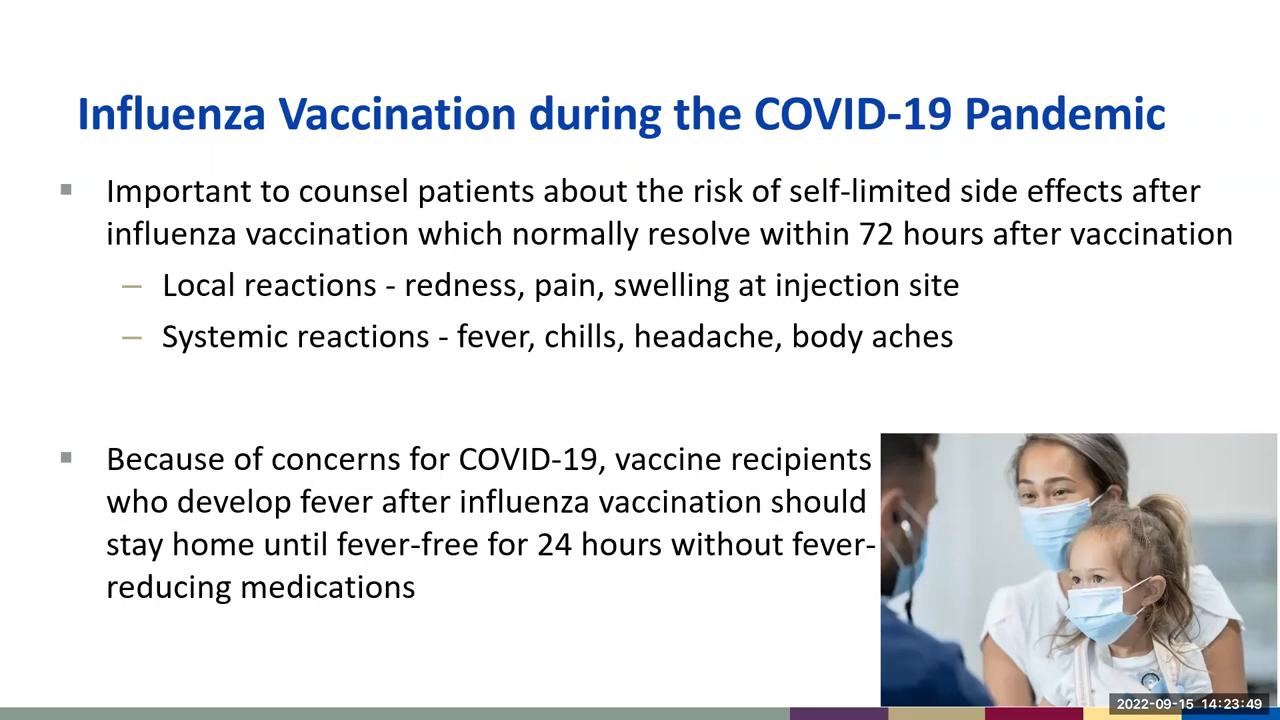 Influenza Vaccination during the COVID-19 Pandemic
Important to counsel patients about the risk of self-limited side effects after
influenza vaccination which normally resolve within 72 hours after vaccination
– Local reactions - redness, pain, swelling at injection site
– Systemic reactions - fever, chills, headache, body aches
Because of concerns for COVID-19, vaccine recipients
who develop fever after influenza vaccination should
stay home until fever-free for 24 hours without fever-
reducing medications
2022-09-15 14:23:49